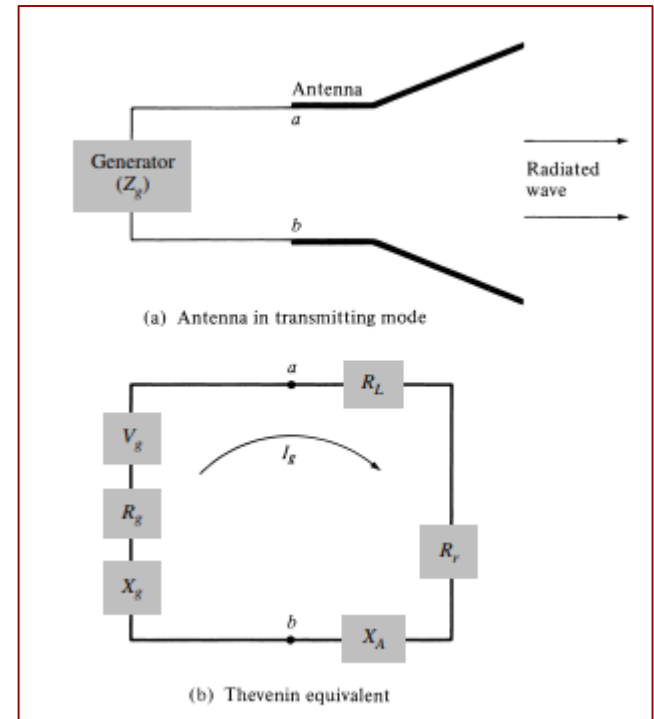 Antenna
a
Generator
(Z_g)
Radiated
wave
b
(a) Antenna in transmitting mode
a
R_L
V_g
I_g
R_g
R_r
X_g
b
X_A
(b) Thevenin equivalent